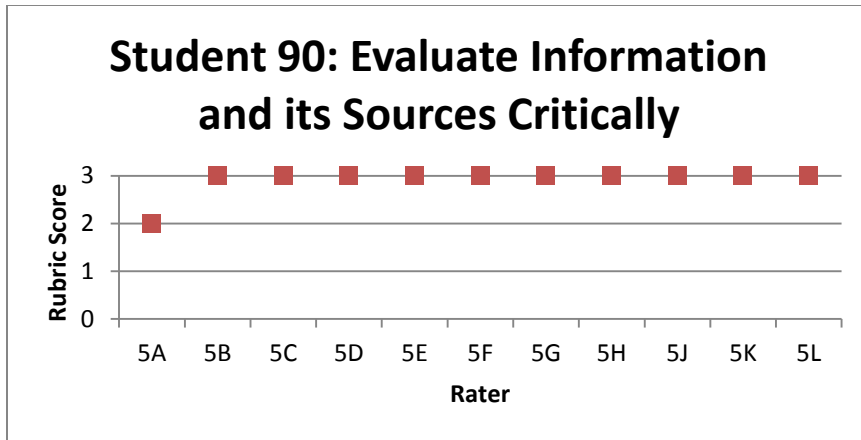 Student 90: Evaluate Information
and its Sources Critically
Rubric Score
3
2
1
0
5A 5B 5C 5D 5E 5F 5G 5H 5J 5K 5L
Rater